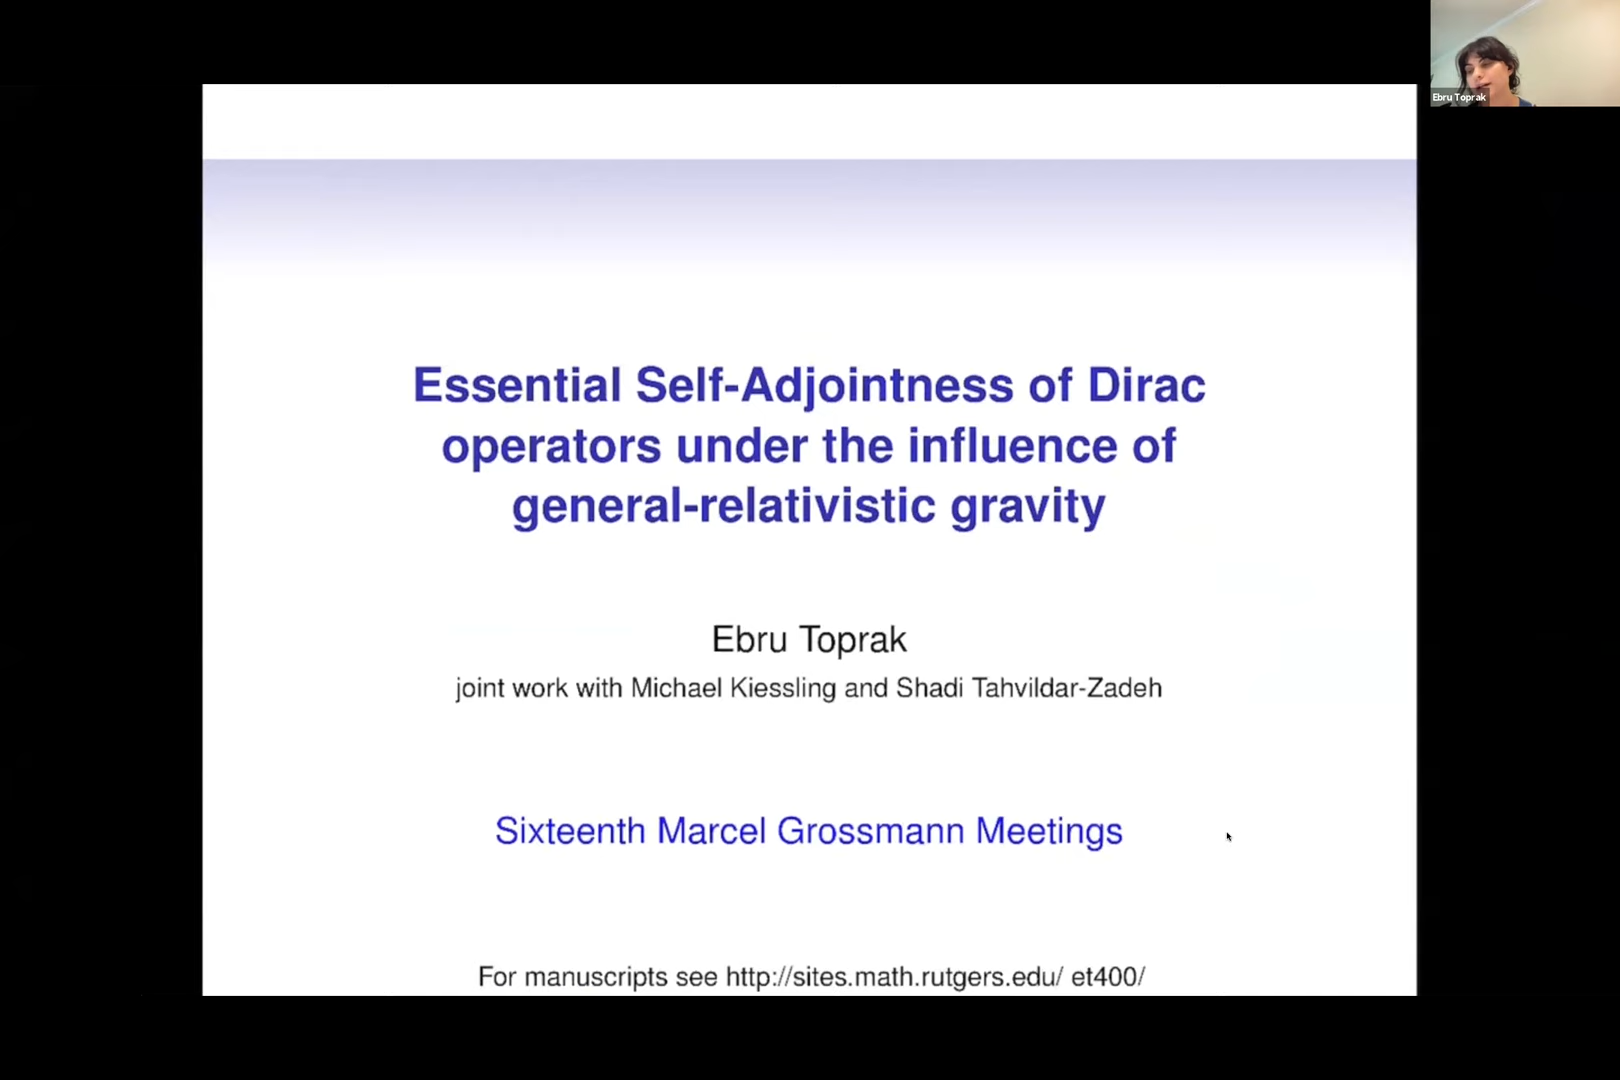 Ebru Toprak
Essential Self-Adjointness of Dirac
operators under the influence of
general-relativistic gravity
Ebru Toprak
joint work with Michael Kiessling and Shadi Tahvildar-Zadeh
Sixteenth Marcel Grossmann Meetings
For manuscripts see http://sites.math.rutgers.edu/ et400/